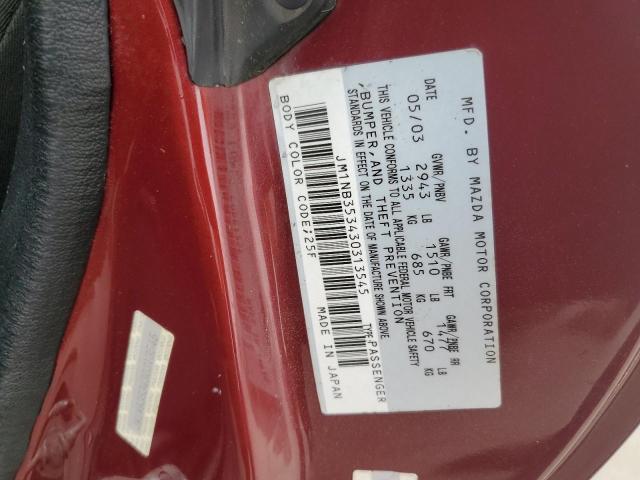 MFD. BY MAZDA MOTOR CORPORATION
DATE GVWR/PNBV GAWR/PNBE FRT GAWR/PNBE RR
05/03 2943 LB 1510 LB 1477 LB
1335 KG 685 KG 670 KG
THIS VEHICLE CONFORMS TO ALL APPLICABLE FEDERAL MOTOR VEHICLE SAFETY
,BUMPER, AND THEFT PREVENTION
STANDARDS IN EFFECT ON THE DATE OF MANUFACTURE SHOWN ABOVE
JM1NB353430313545 TYPE:PASSENGER
BODY COLOR CODE:25F MADE IN JAPAN